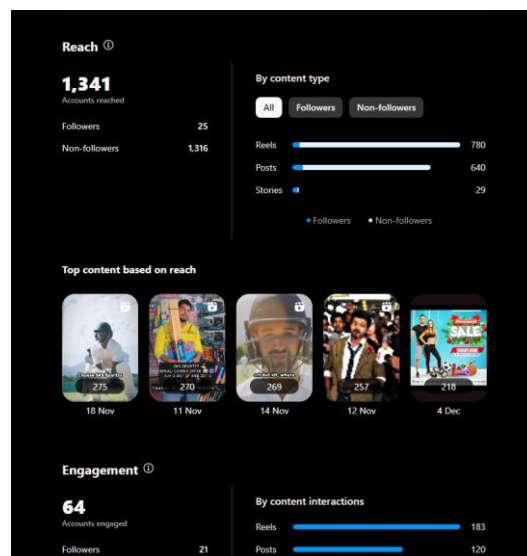 Reach
1,341
Accounts reached
Followers 25
Non-followers 1,316
By content type
All Followers Non-followers
Reels 780
Posts 640
Stories 29
Followers Non-followers
Top content based on reach
275
18 Nov
270
11 Nov
269
14 Nov
257
12 Nov
SALE
218
4 Dec
Engagement
64
Accounts engaged
Followers 21
By content interactions
Reels 183
Posts 120